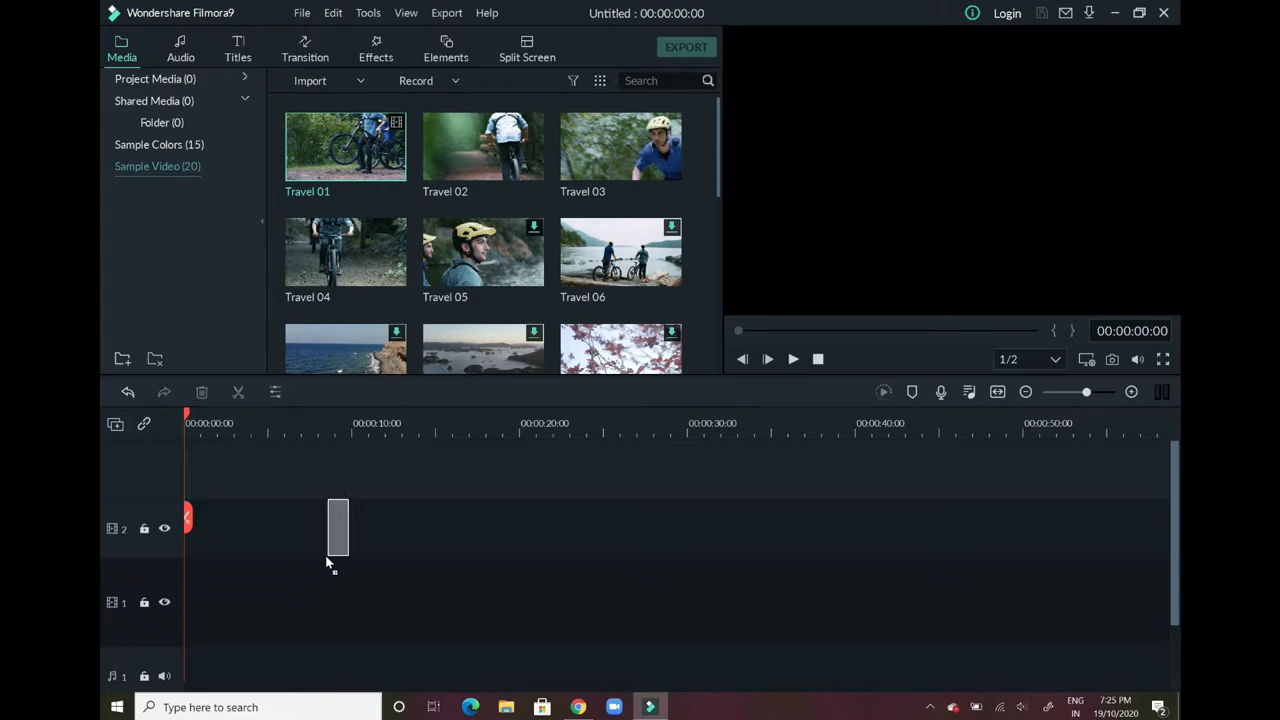 Wondershare Filmora9 File Edit Tools View Export Help Untitled : 00:00:00:00 Login
Media Audio Titles Transition Effects Elements Split Screen EXPORT
Project Media (0)
Shared Media (0)
Folder (0)
Sample Colors (15)
Sample Video (20)
Import Record Search
Travel 01 Travel 02 Travel 03
Travel 04 Travel 05 Travel 06
00:00:00:00
1/2
00:00:00:00 00:00:10:00 00:00:20:00 00:00:30:00 00:00:40:00 00:00:50:00
2
1
1
Type here to search
ENG
IN
7:25 PM
19/10/2020
2